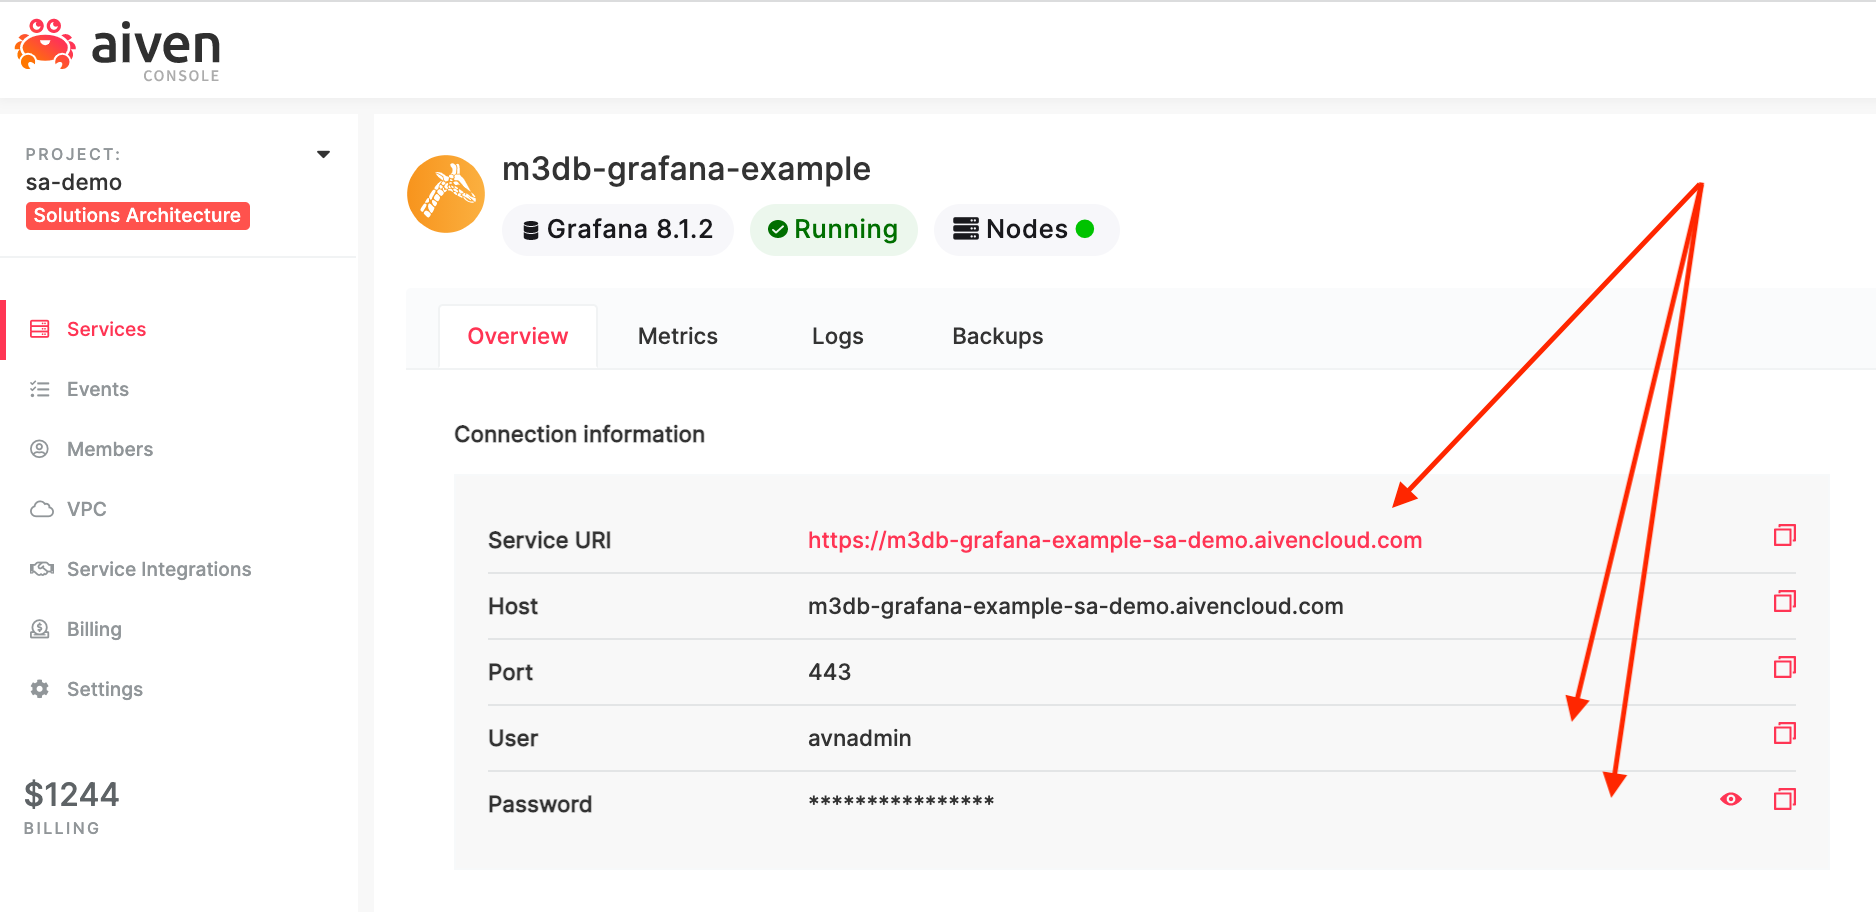 aiven
CONSOLE
PROJECT:
sa-demo
Solutions Architecture
Services
Events
Members
VPC
Service Integrations
Billing
Settings
$1244
BILLING
m3db-grafana-example
Grafana 8.1.2 Running Nodes
Overview Metrics Logs Backups
Connection information
Service URI https://m3db-grafana-example-sa-demo.aivencloud.com
Host m3db-grafana-example-sa-demo.aivencloud.com
Port 443
User avnadmin
Password ****************